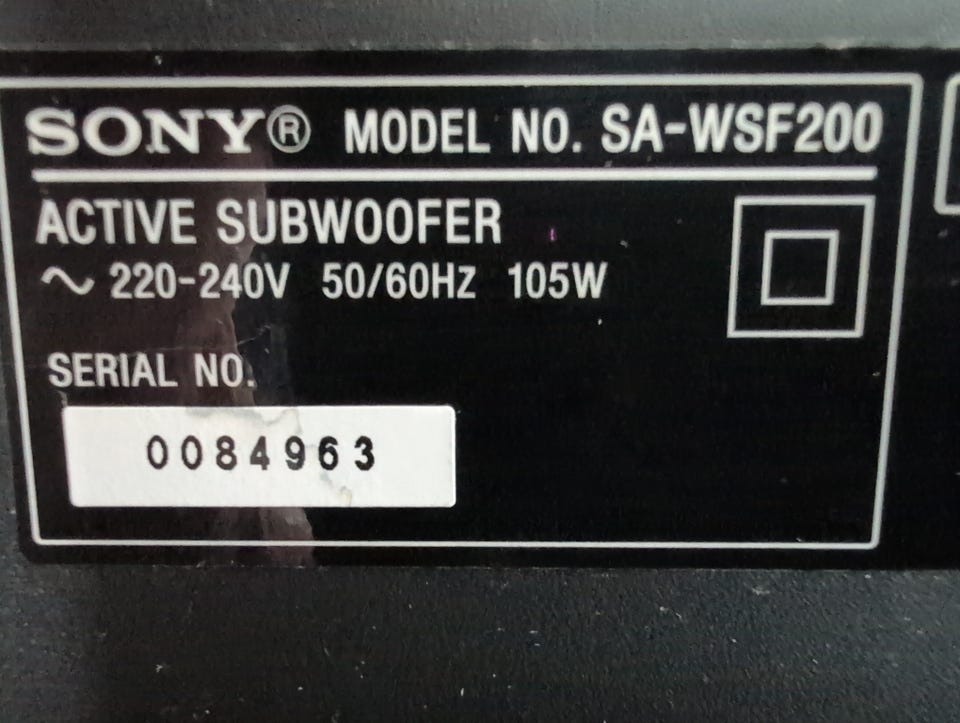 SONY® MODEL NO. SA-WSF200
ACTIVE SUBWOOFER
~ 220-240V 50/60Hz 105W
SERIAL NO.
0084963